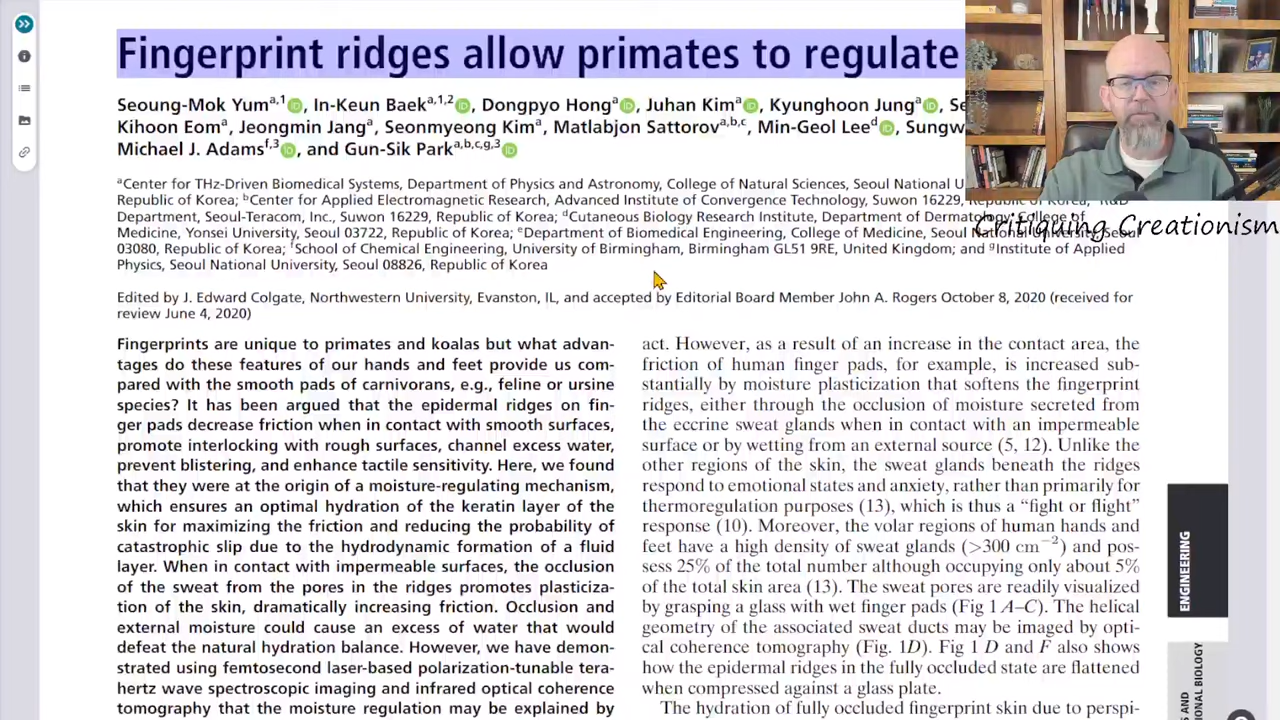 Fingerprint ridges allow primates to regulate
Seoung-Mok Yum a,1, In-Keun Baek a,1,2, Dongpyo Hong a, Juhan Kim a, Kyunghoon Jung a, Se
Kihoon Eom a, Jeongmin Jang a, Seonmyeong Kim a, Matlabjon Sattorov a,b,c, Min-Geol Lee d, Sungw
Michael J. Adams f,3, and Gun-Sik Park a,b,c,g,3
aCenter for THz-Driven Biomedical Systems, Department of Physics and Astronomy, College of Natural Sciences, Seoul National U
Republic of Korea; bCenter for Applied Electromagnetic Research, Advanced Institute of Convergence Technology, Suwon 16229, Republic of Korea; R&D
Department, Seoul-Teracom, Inc., Suwon 16229, Republic of Korea; dCutaneous Biology Research Institute, Department of Dermatology, College of
Medicine, Yonsei University, Seoul 03722, Republic of Korea; eDepartment of Biomedical Engineering, College of Medicine, Seoul National University, Seoul
03080, Republic of Korea; fSchool of Chemical Engineering, University of Birmingham, Birmingham GL51 9RE, United Kingdom; and gInstitute of Applied
Physics, Seoul National University, Seoul 08826, Republic of Korea
Critiquing Creationism
Edited by J. Edward Colgate, Northwestern University, Evanston, IL, and accepted by Editorial Board Member John A. Rogers October 8, 2020 (received for
review June 4, 2020)
Fingerprints are unique to primates and koalas but what advan-
tages do these features of our hands and feet provide us com-
pared with the smooth pads of carnivorans, e.g., feline or ursine
species? It has been argued that the epidermal ridges on fin-
ger pads decrease friction when in contact with smooth surfaces,
promote interlocking with rough surfaces, channel excess water,
prevent blistering, and enhance tactile sensitivity. Here, we found
that they were at the origin of a moisture-regulating mechanism,
which ensures an optimal hydration of the keratin layer of the
skin for maximizing the friction and reducing the probability of
catastrophic slip due to the hydrodynamic formation of a fluid
layer. When in contact with impermeable surfaces, the occlusion
of the sweat from the pores in the ridges promotes plasticiza-
tion of the skin, dramatically increasing friction. Occlusion and
external moisture could cause an excess of water that would
defeat the natural hydration balance. However, we have demon-
strated using femtosecond laser-based polarization-tunable tera-
hertz wave spectroscopic imaging and infrared optical coherence
tomography that the moisture regulation may be explained by
act. However, as a result of an increase in the contact area, the
friction of human finger pads, for example, is increased sub-
stantially by moisture plasticization that softens the fingerprint
ridges, either through the occlusion of moisture secreted from
the eccrine sweat glands when in contact with an impermeable
surface or by wetting from an external source (5, 12). Unlike the
other regions of the skin, the sweat glands beneath the ridges
respond to emotional states and anxiety, rather than primarily for
thermoregulation purposes (13), which is thus a “fight or flight”
response (10). Moreover, the volar regions of human hands and
feet have a high density of sweat glands (>300 cm−2) and pos-
sess 25% of the total number although occupying only about 5%
of the total skin area (13). The sweat pores are readily visualized
by grasping a glass with wet finger pads (Fig 1 A–C). The helical
geometry of the associated sweat ducts may be imaged by opti-
cal coherence tomography (Fig. 1D). Fig 1 D and F also shows
how the epidermal ridges in the fully occluded state are flattened
when compressed against a glass plate.
The hydration of fully occluded fingerprint skin due to perspi-
ENGINEERING